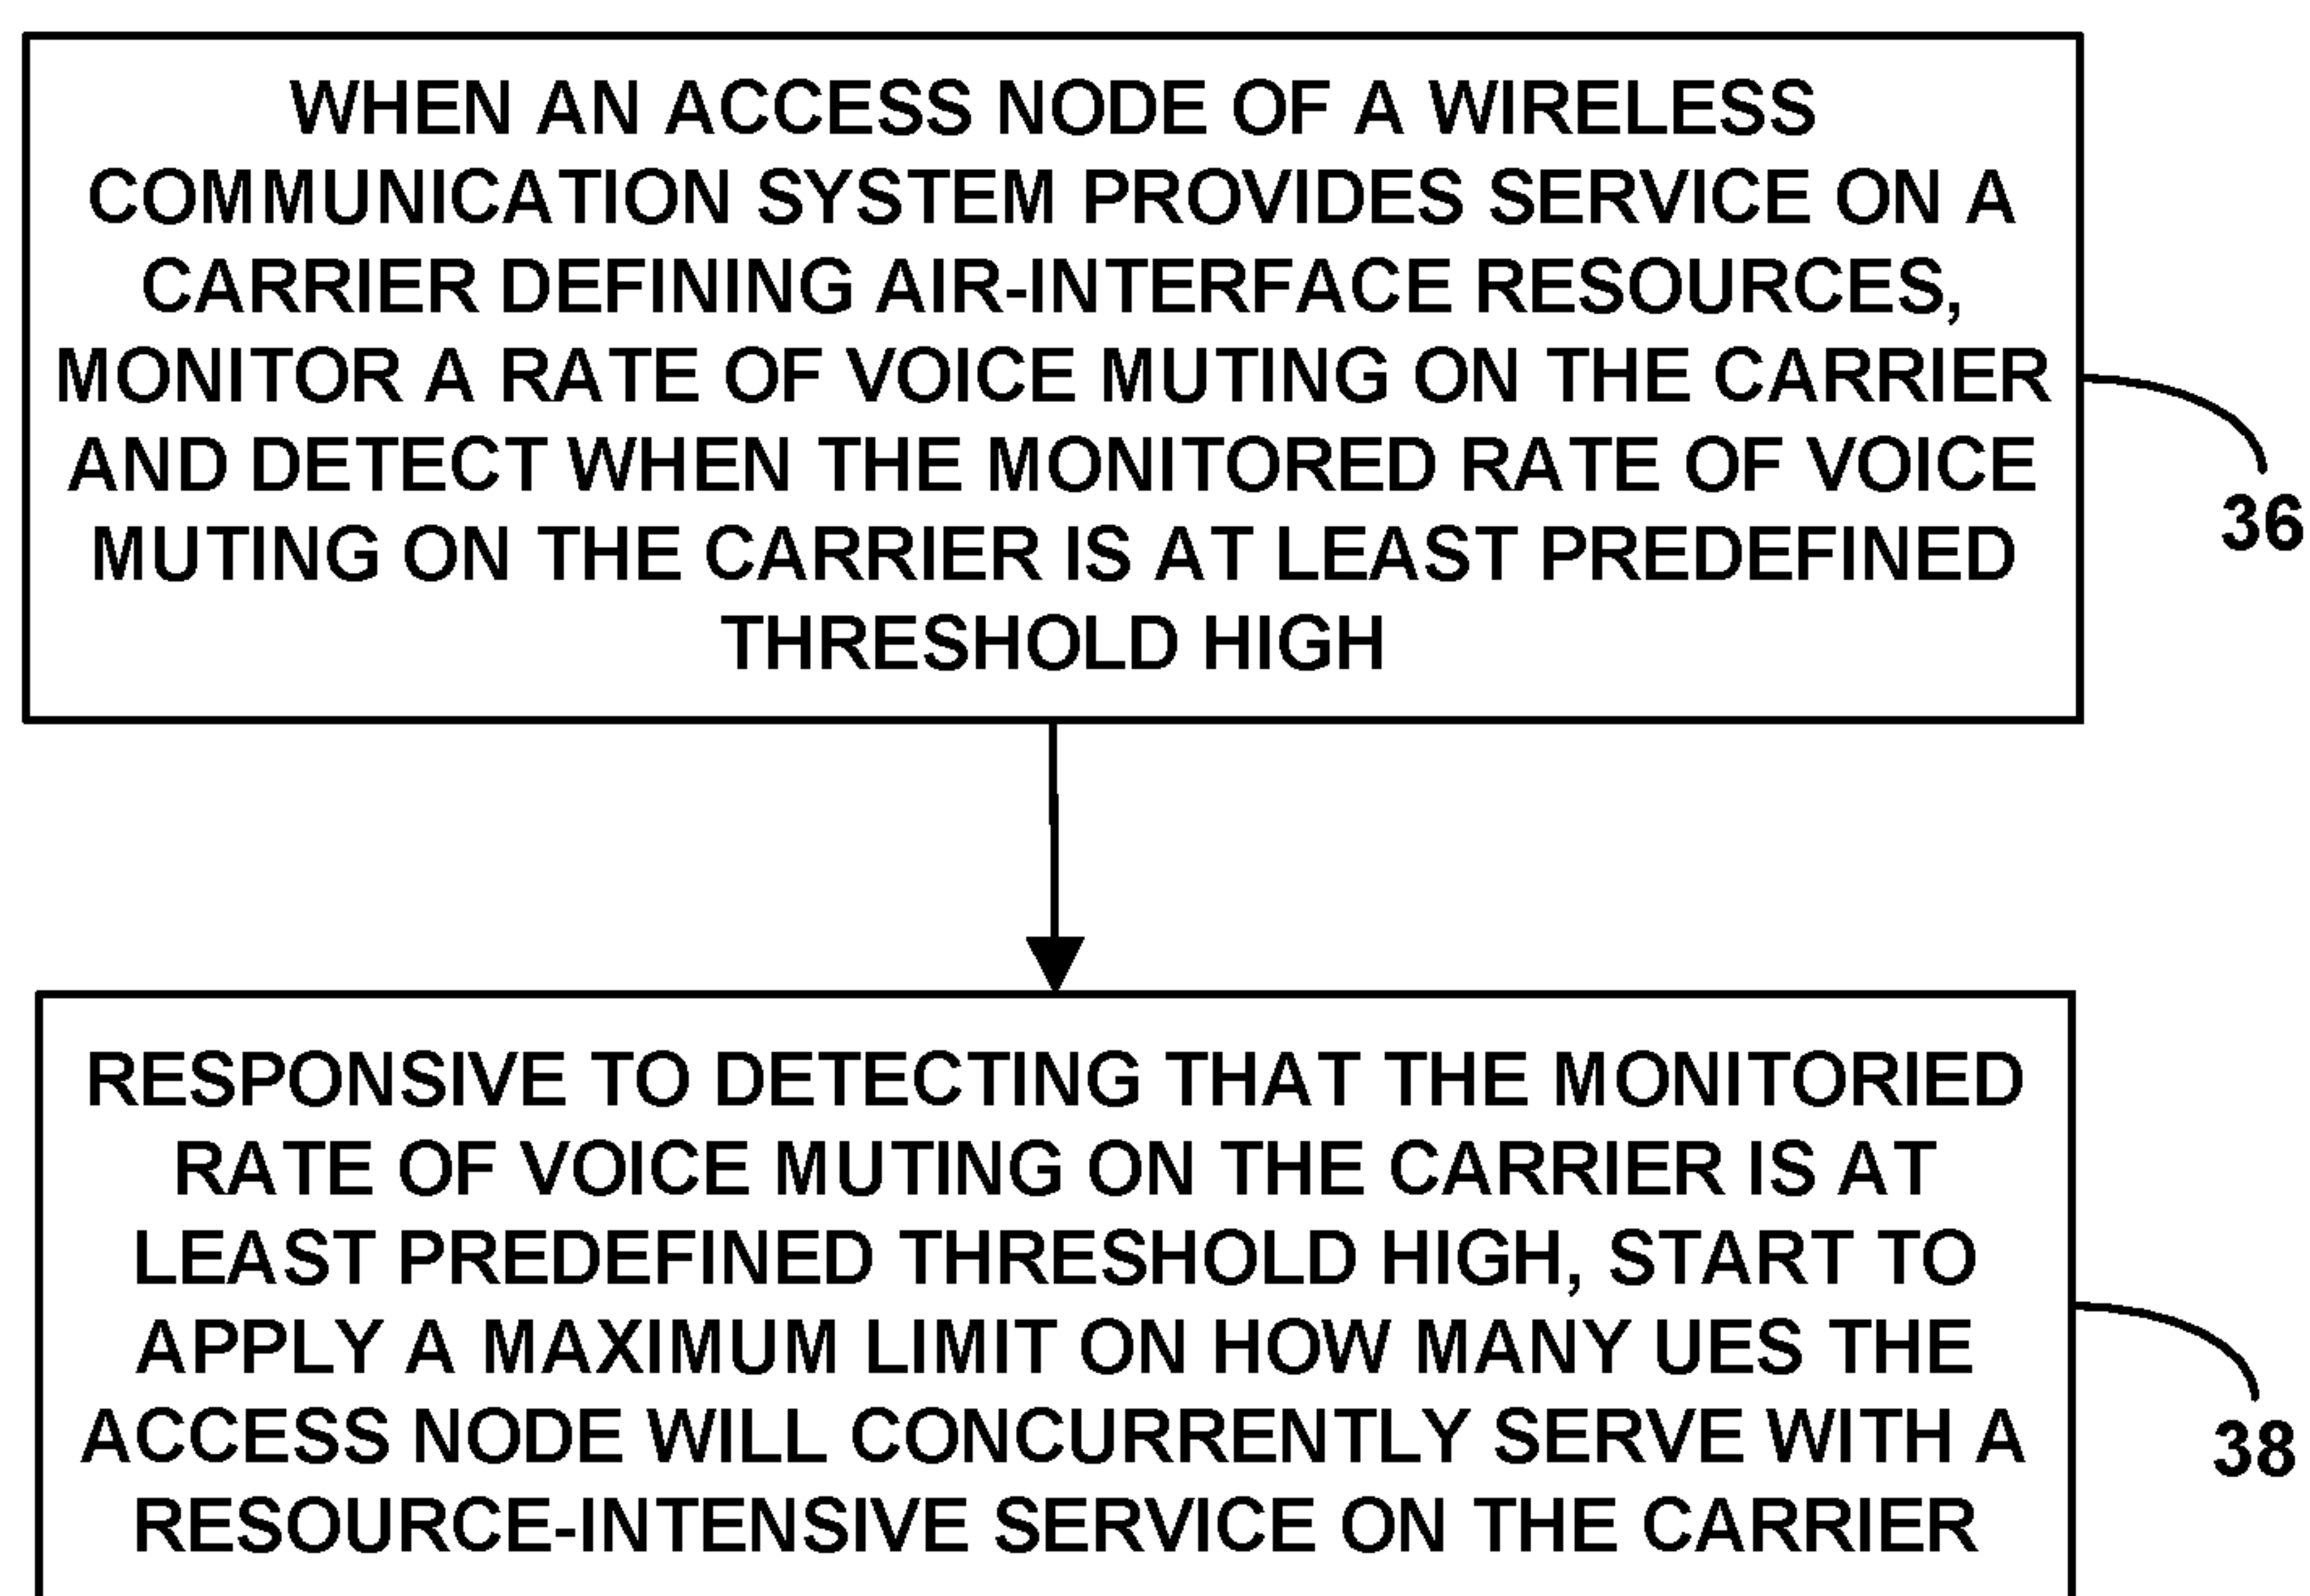 WHEN AN ACCESS NODE OF A WIRELESS
COMMUNICATION SYSTEM PROVIDES SERVICE ON A
CARRIER DEFINING AIR-INTERFACE RESOURCES,
MONITOR A RATE OF VOICE MUTING ON THE CARRIER
AND DETECT WHEN THE MONITORED RATE OF VOICE
MUTING ON THE CARRIER IS AT LEAST PREDEFINED
THRESHOLD HIGH
36
RESPONSIVE TO DETECTING THAT THE MONITORIED
RATE OF VOICE MUTING ON THE CARRIER IS AT
LEAST PREDEFINED THRESHOLD HIGH, START TO
APPLY A MAXIMUM LIMIT ON HOW MANY UES THE
ACCESS NODE WILL CONCURRENTLY SERVE WITH A
RESOURCE-INTENSIVE SERVICE ON THE CARRIER
38